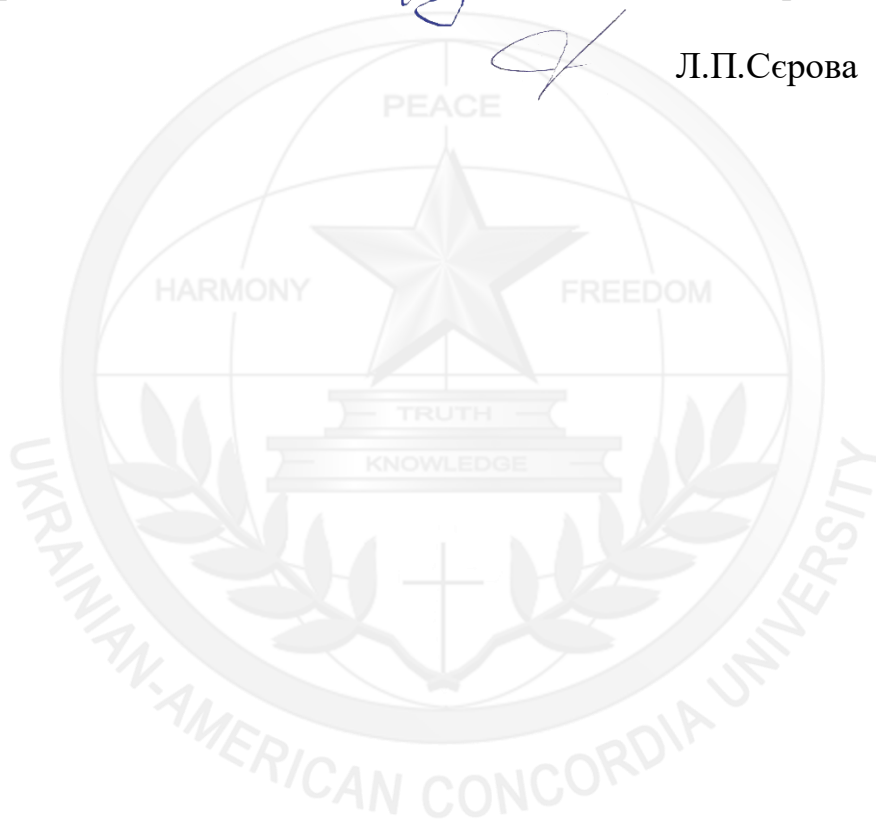 Л.П.Сєрова
PEACE
HARMONY
FREEDOM
TRUTH
KNOWLEDGE
UKRAINIAN-AMERICAN CONCORDIA UNIVERSITY